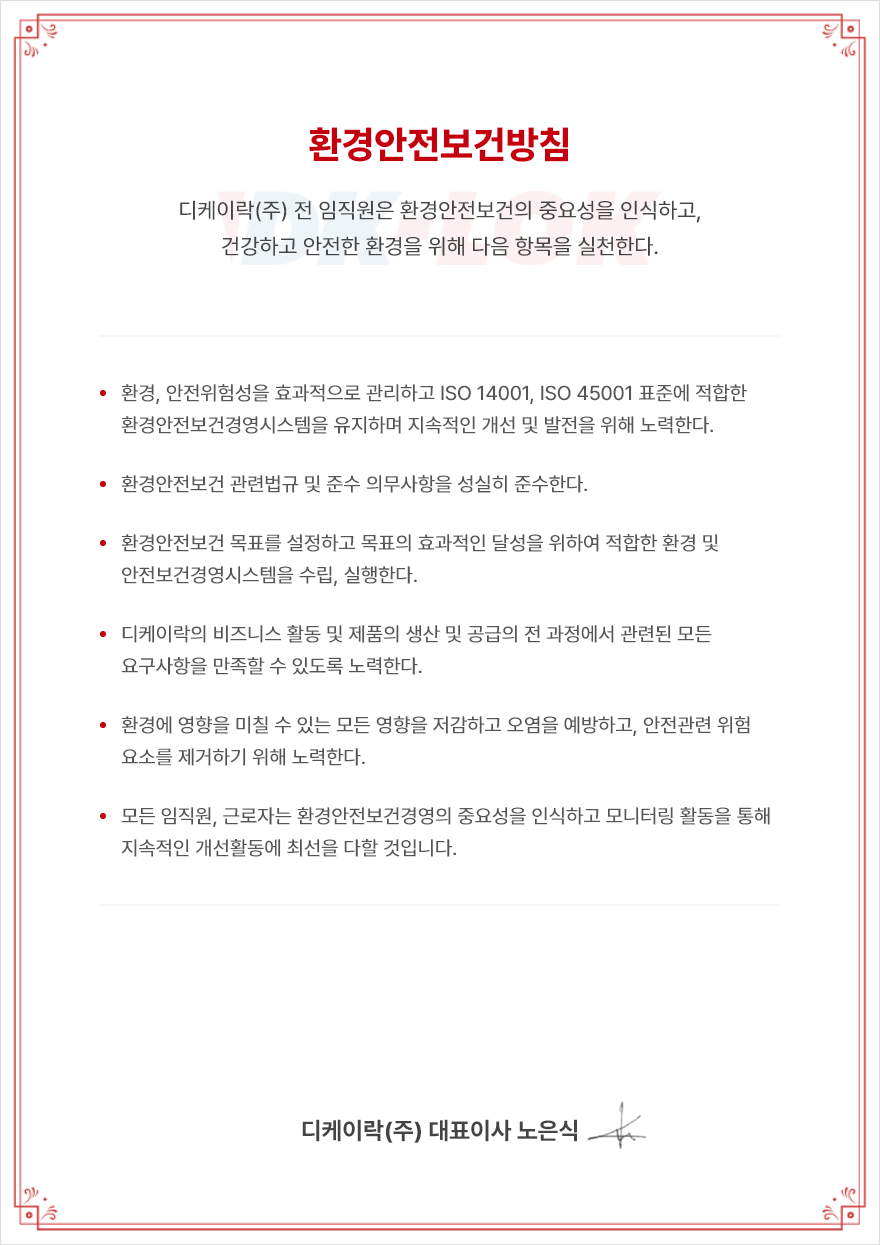 환경안전보건방침
DK-LOK
디케이락(주) 전 임직원은 환경안전보건의 중요성을 인식하고,
건강하고 안전한 환경을 위해 다음 항목을 실천한다.
• 환경, 안전위험성을 효과적으로 관리하고 ISO 14001, ISO 45001 표준에 적합한
환경안전보건경영시스템을 유지하며 지속적인 개선 및 발전을 위해 노력한다.
• 환경안전보건 관련법규 및 준수 의무사항을 성실히 준수한다.
• 환경안전보건 목표를 설정하고 목표의 효과적인 달성을 위하여 적합한 환경 및
안전보건경영시스템을 수립, 실행한다.
• 디케이락의 비즈니스 활동 및 제품의 생산 및 공급의 전 과정에서 관련된 모든
요구사항을 만족할 수 있도록 노력한다.
• 환경에 영향을 미칠 수 있는 모든 영향을 저감하고 오염을 예방하고, 안전관련 위험
요소를 제거하기 위해 노력한다.
• 모든 임직원, 근로자는 환경안전보건경영의 중요성을 인식하고 모니터링 활동을 통해
지속적인 개선활동에 최선을 다할 것입니다.
디케이락(주) 대표이사 노은식